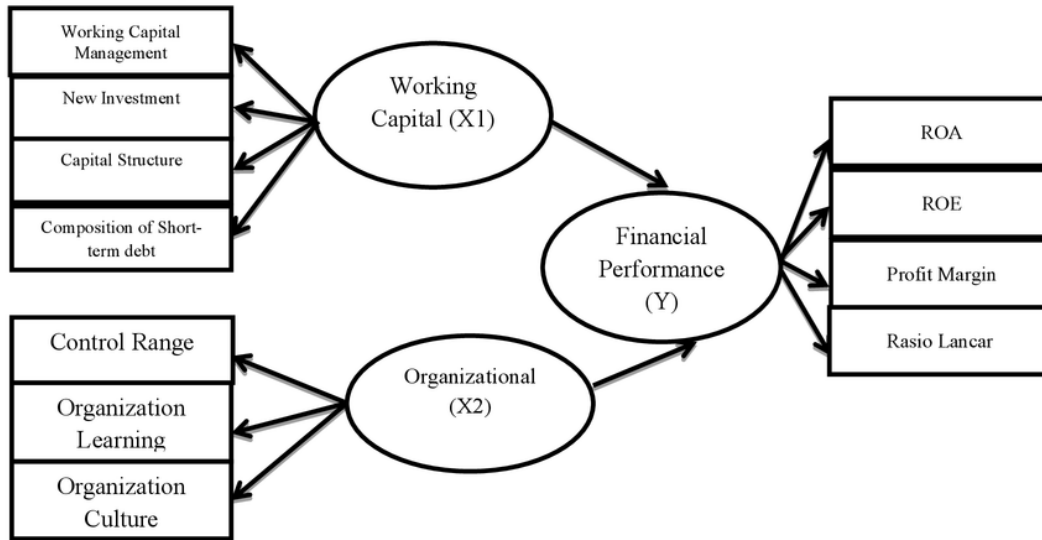 Working Capital
Management
New Investment
Capital Structure
Composition of Short-
term debt
Working
Capital (X1)
Control Range
Organization
Learning
Organization
Culture
Organizational
(X2)
Financial
Performance
(Y)
ROA
ROE
Profit Margin
Rasio Lancar